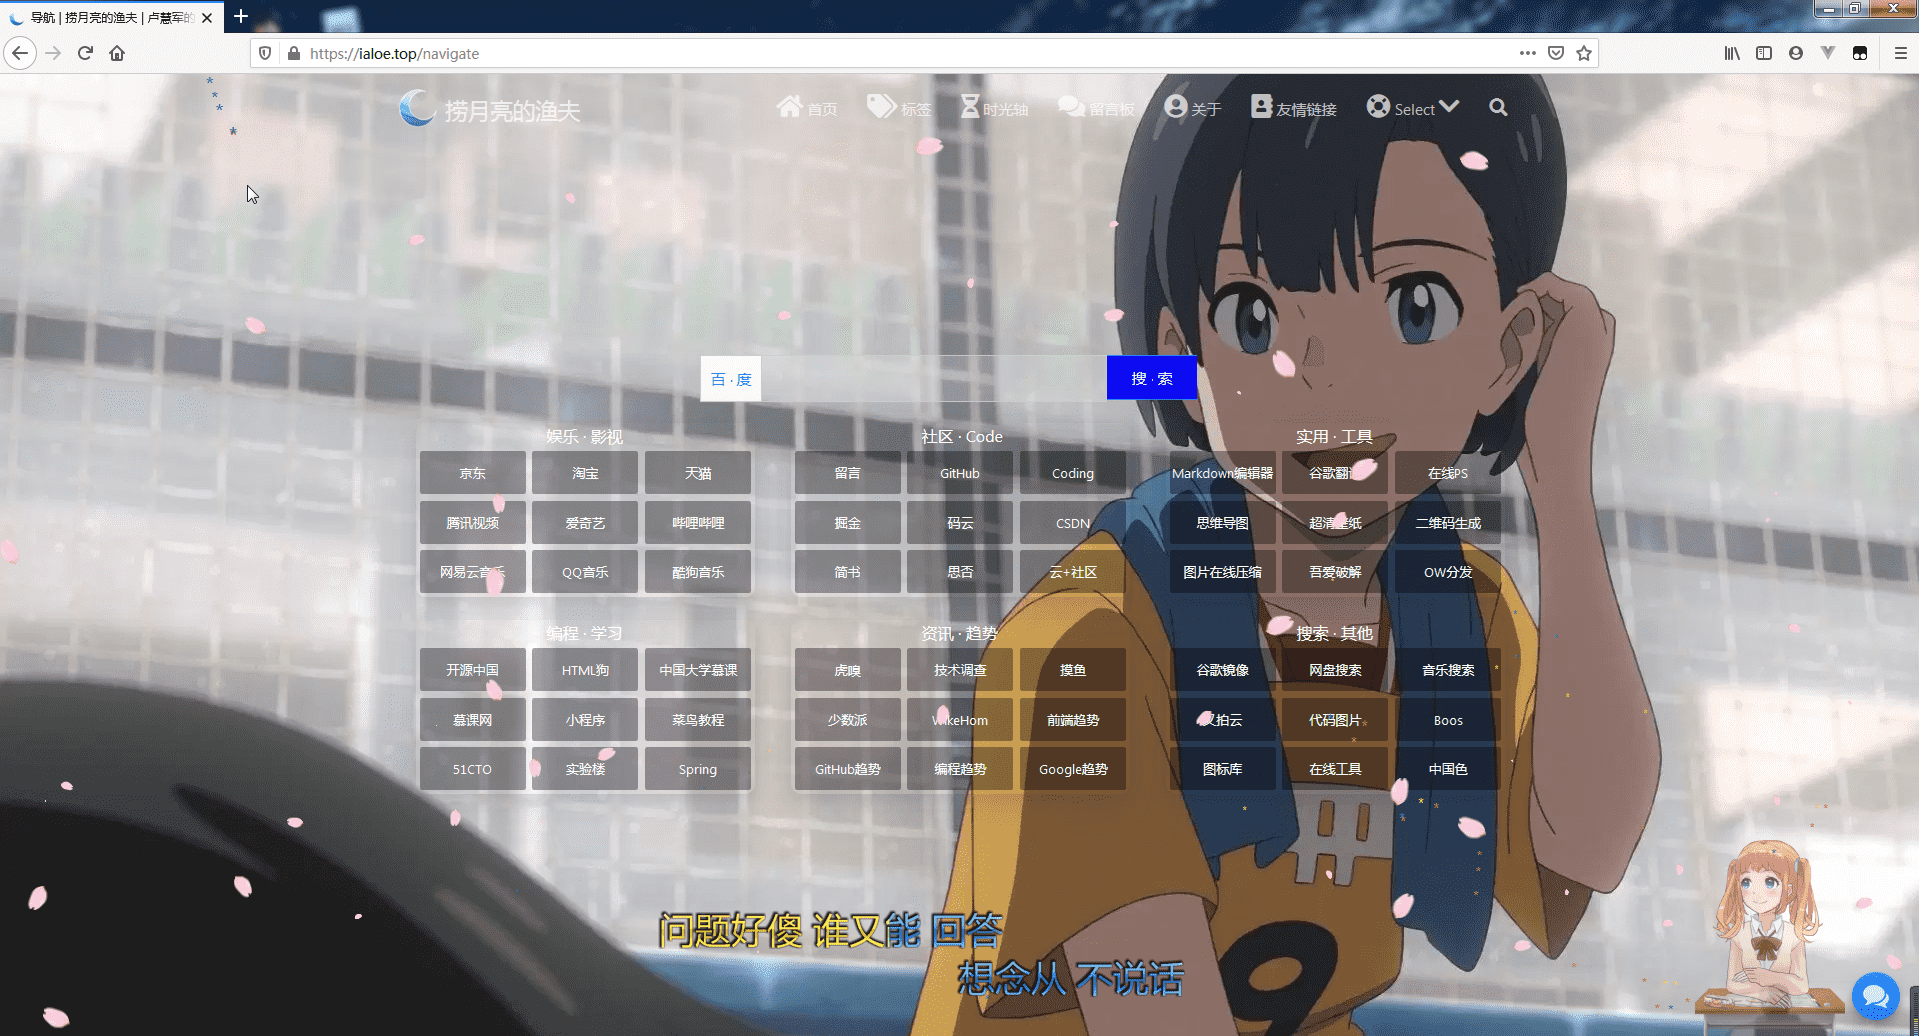 导航 | 捞月亮的渔夫 | 卢慧军的
https://ialoe.top/navigate
捞月亮的渔夫 首页 标签 时光轴 留言板 关于 友情链接 Select
百 · 度 搜 · 索
娱乐 · 影视 社区 · Code 实用 · 工具
京东 淘宝 天猫 留言 GitHub Coding Markdown编辑器 谷歌翻译 在线PS
腾讯视频 爱奇艺 哔哩哔哩 掘金 码云 CSDN 思维导图 超清壁纸 二维码生成
网易云音乐 QQ音乐 酷狗音乐 简书 思否 云+社区 图片在线压缩 吾爱破解 OW分发
编程 · 学习 资讯 · 趋势 搜索 · 其他
开源中国 HTML狗 中国大学慕课 虎嗅 技术调查 摸鱼 谷歌镜像 网盘搜索 音乐搜索
慕课网 小程序 菜鸟教程 少数派 WikeHom 前端趋势 又拍云 代码图片 Boos
51CTO 实验楼 Spring GitHub趋势 编程趋势 Google趋势 图标库 在线工具 中国色
问题好傻 谁又能 回答
想念从 不说话
9